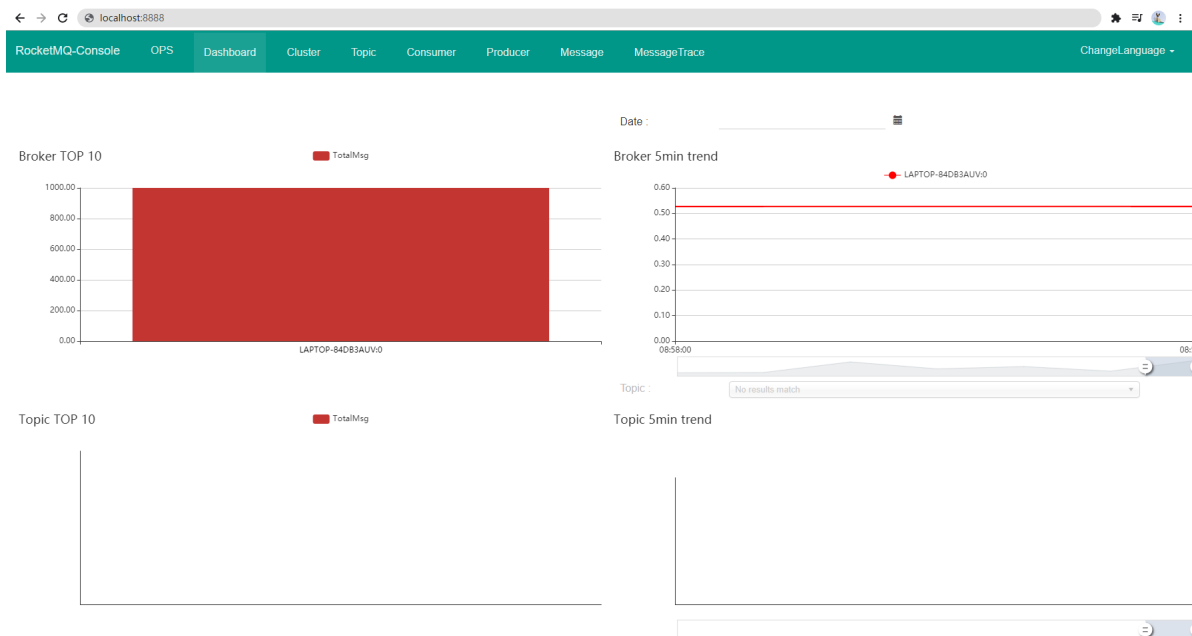 localhost:8888
RocketMQ-Console OPS Dashboard Cluster Topic Consumer Producer Message MessageTrace ChangeLanguage
Date :
Broker TOP 10
TotalMsg
1000.00
800.00
600.00
400.00
200.00
0.00
LAPTOP-84DB3AUV:0
Broker 5min trend
LAPTOP-84DB3AUV:0
0.60
0.50
0.40
0.30
0.20
0.10
0.00
08:58:00
08:
Topic :
No results match
Topic TOP 10
TotalMsg
Topic 5min trend